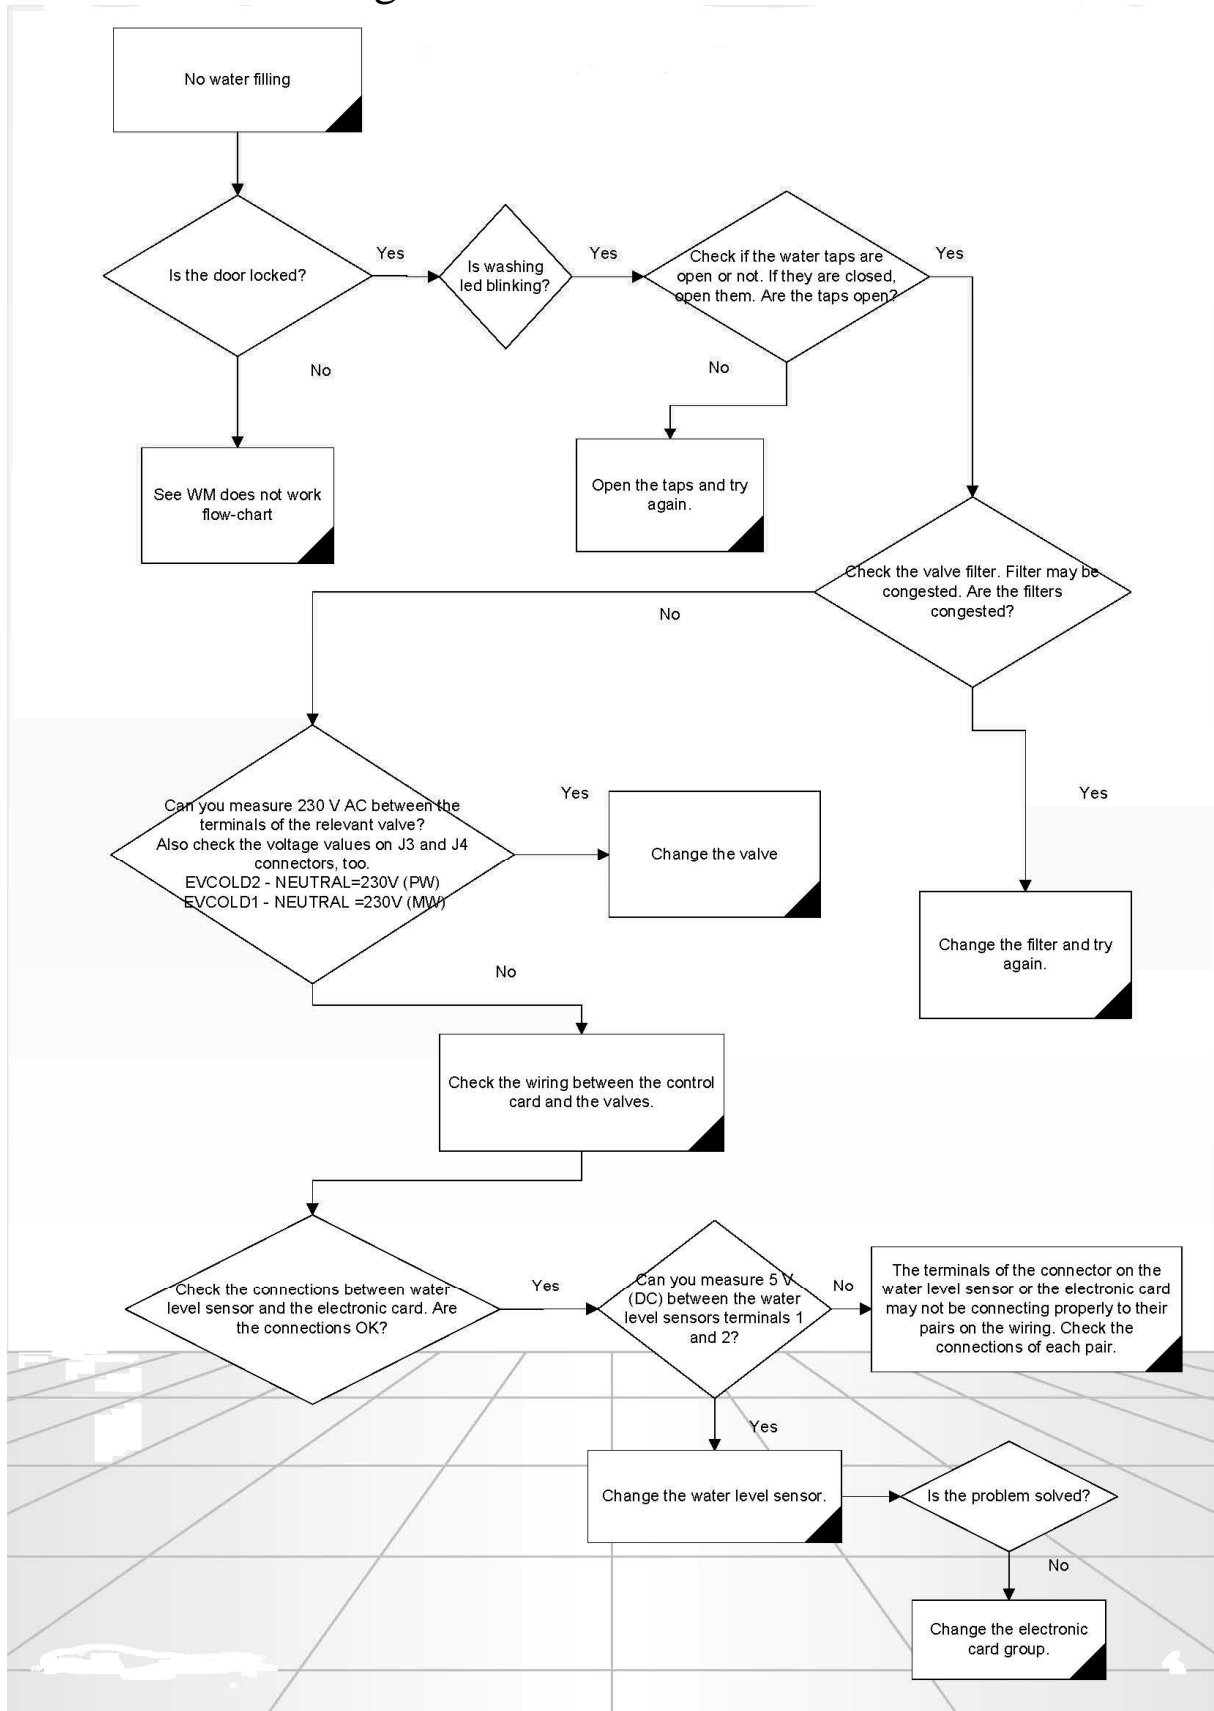 No water filling
Is the door locked?
Yes
Is washing
led blinking?
Yes
Check if the water taps are
open or not. If they are closed,
open them. Are the taps open?
Yes
No
No
See WM does not work
flow-chart
Open the taps and try
again.
Check the valve filter. Filter may be
congested. Are the filters
congested?
No
Yes
Can you measure 230 V AC between the
terminals of the relevant valve?
Also check the voltage values on J3 and J4
connectors, too.
EVCOLD2 - NEUTRAL=230V (PW)
EVCOLD1 - NEUTRAL =230V (MW)
Yes
Change the valve
Change the filter and try
again.
No
Check the wiring between the control
card and the valves.
Check the connections between water
level sensor and the electronic card. Are
the connections OK?
Yes
Can you measure 5 V
(DC) between the water
level sensors terminals 1
and 2?
No
The terminals of the connector on the
water level sensor or the electronic card
may not be connecting properly to their
pairs on the wiring. Check the
connections of each pair.
Yes
Change the water level sensor.
Is the problem solved?
No
Change the electronic
card group.